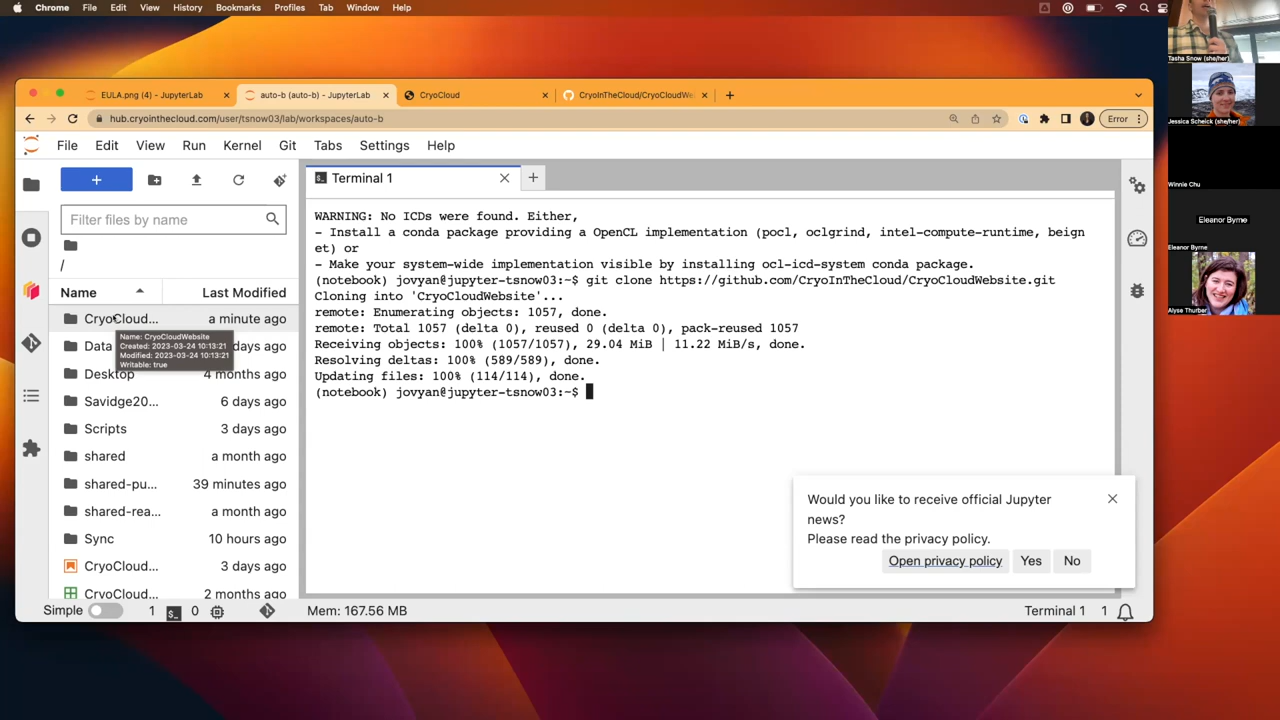 Chrome File Edit View History Bookmarks Profiles Tab Window Help
EULA.png (4) - JupyterLab
auto-b (auto-b) - JupyterLab
CryoCloud
CryoInTheCloud/CryoCloudWe
hub.cryointhecloud.com/user/tsnow03/lab/workspaces/auto-b
Error
File Edit View Run Kernel Git Tabs Settings Help
Filter files by name
/
Name Last Modified
CryoCloud... a minute ago
Data days ago
Desktop 4 months ago
Savidge20... 6 days ago
Scripts 3 days ago
shared a month ago
shared-pu... 39 minutes ago
shared-rea... a month ago
Sync 10 hours ago
CryoCloud... 3 days ago
CryoCloud... 2 months ago
Name: CryoCloudWebsite
Created: 2023-03-24 10:13:21
Modified: 2023-03-24 10:13:21
Writable: true
Terminal 1
WARNING: No ICDs were found. Either,
- Install a conda package providing a OpenCL implementation (pocl, oclgrind, intel-compute-runtime, beign
et) or
- Make your system-wide implementation visible by installing ocl-icd-system conda package.
(notebook) jovyan@jupyter-tsnow03:~$ git clone https://github.com/CryoInTheCloud/CryoCloudWebsite.git
Cloning into 'CryoCloudWebsite'...
remote: Enumerating objects: 1057, done.
remote: Total 1057 (delta 0), reused 0 (delta 0), pack-reused 1057
Receiving objects: 100% (1057/1057), 29.04 MiB | 11.22 MiB/s, done.
Resolving deltas: 100% (589/589), done.
Updating files: 100% (114/114), done.
(notebook) jovyan@jupyter-tsnow03:~$
Would you like to receive official Jupyter
news?
Please read the privacy policy.
Open privacy policy Yes No
Simple 1 $_ 0 Mem: 167.56 MB Terminal 1 1
Tasha Snow (she/her)
Jessica Scheick (she/her)
Winnie Chu
Eleanor Byrne
Eleanor Byrne
Alyse Thurber